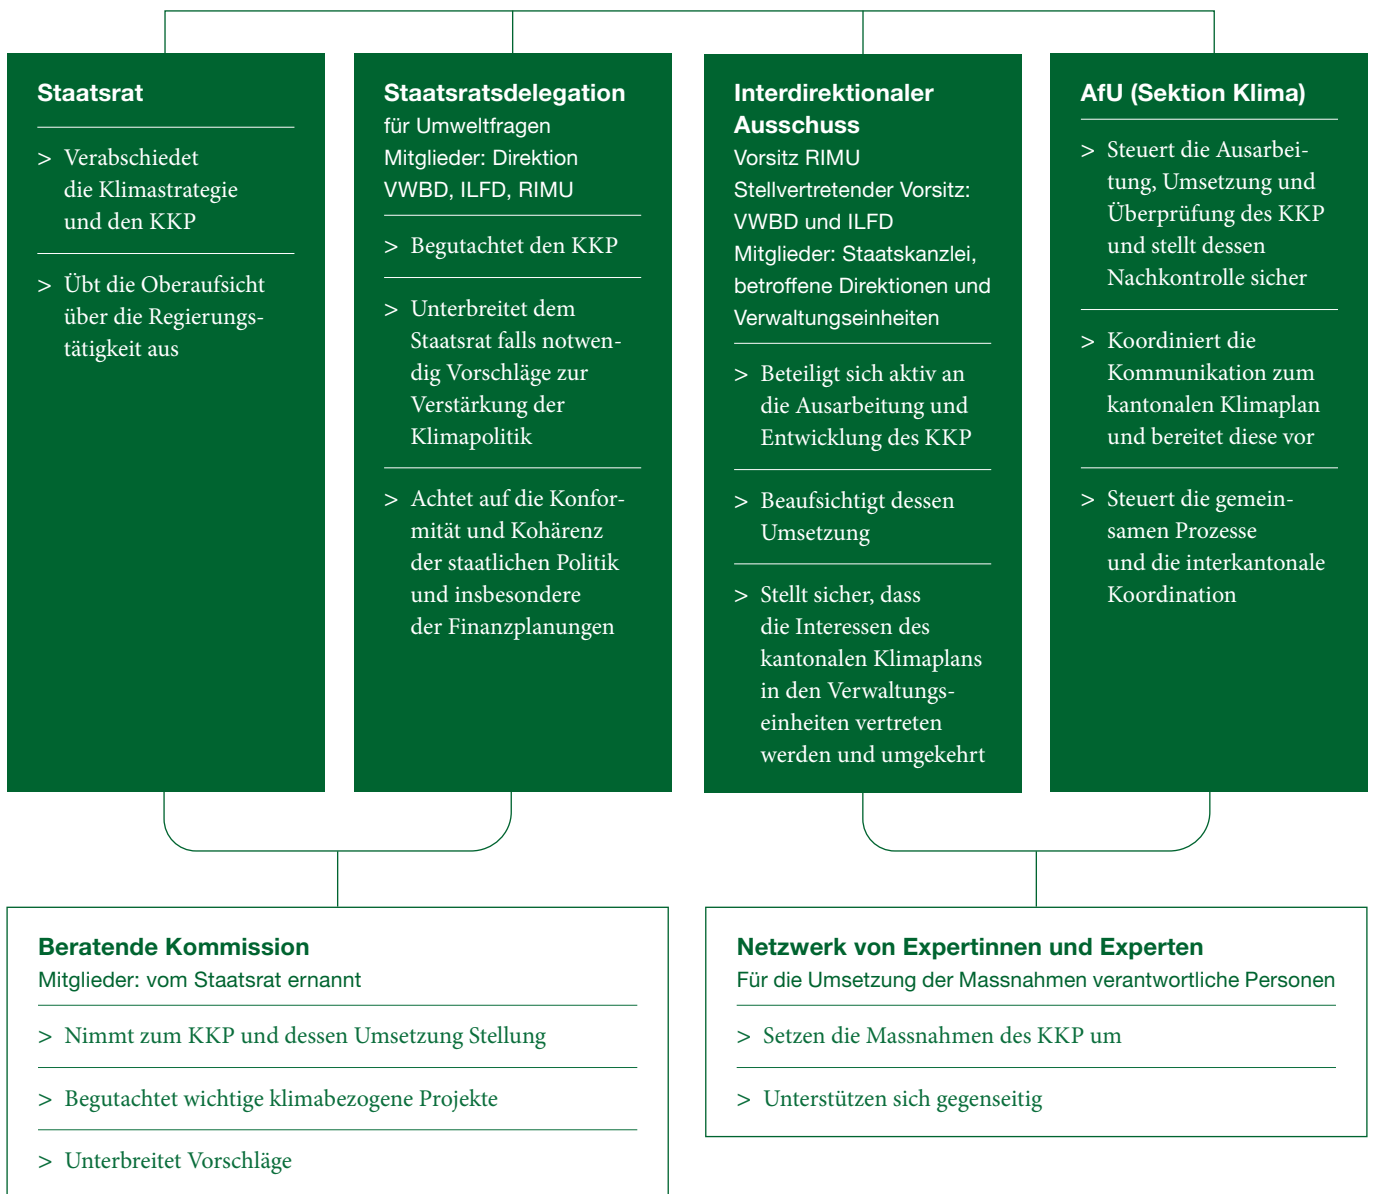 Staatsrat
> Verabschiedet
die Klimastrategie
und den KKP
> Übt die Oberaufsicht
über die Regierungs-
tätigkeit aus
Staatsratsdelegation
für Umweltfragen
Mitglieder: Direktion
VWBD, ILFD, RIMU
> Begutachtet den KKP
> Unterbreitet dem
Staatsrat falls notwen-
dig Vorschläge zur
Verstärkung der
Klimapolitik
> Achtet auf die Konfor-
mität und Kohärenz
der staatlichen Politik
und insbesondere
der Finanzplanungen
Interdirektionaler
Ausschuss
Vorsitz RIMU
Stellvertretender Vorsitz:
VWBD und ILFD
Mitglieder: Staatskanzlei,
betroffene Direktionen und
Verwaltungseinheiten
> Beteiligt sich aktiv an
die Ausarbeitung und
Entwicklung des KKP
> Beaufsichtigt dessen
Umsetzung
> Stellt sicher, dass
die Interessen des
kantonalen Klimaplans
in den Verwaltungs-
einheiten vertreten
werden und umgekehrt
AfU (Sektion Klima)
> Steuert die Ausarbei-
tung, Umsetzung und
Überprüfung des KKP
und stellt dessen
Nachkontrolle sicher
> Koordiniert die
Kommunikation zum
kantonalen Klimaplan
und bereitet diese vor
> Steuert die gemein-
samen Prozesse
und die interkantonale
Koordination
Beratende Kommission
Mitglieder: vom Staatsrat ernannt
> Nimmt zum KKP und dessen Umsetzung Stellung
> Begutachtet wichtige klimabezogene Projekte
> Unterbreitet Vorschläge
Netzwerk von Expertinnen und Experten
Für die Umsetzung der Massnahmen verantwortliche Personen
> Setzen die Massnahmen des KKP um
> Unterstützen sich gegenseitig